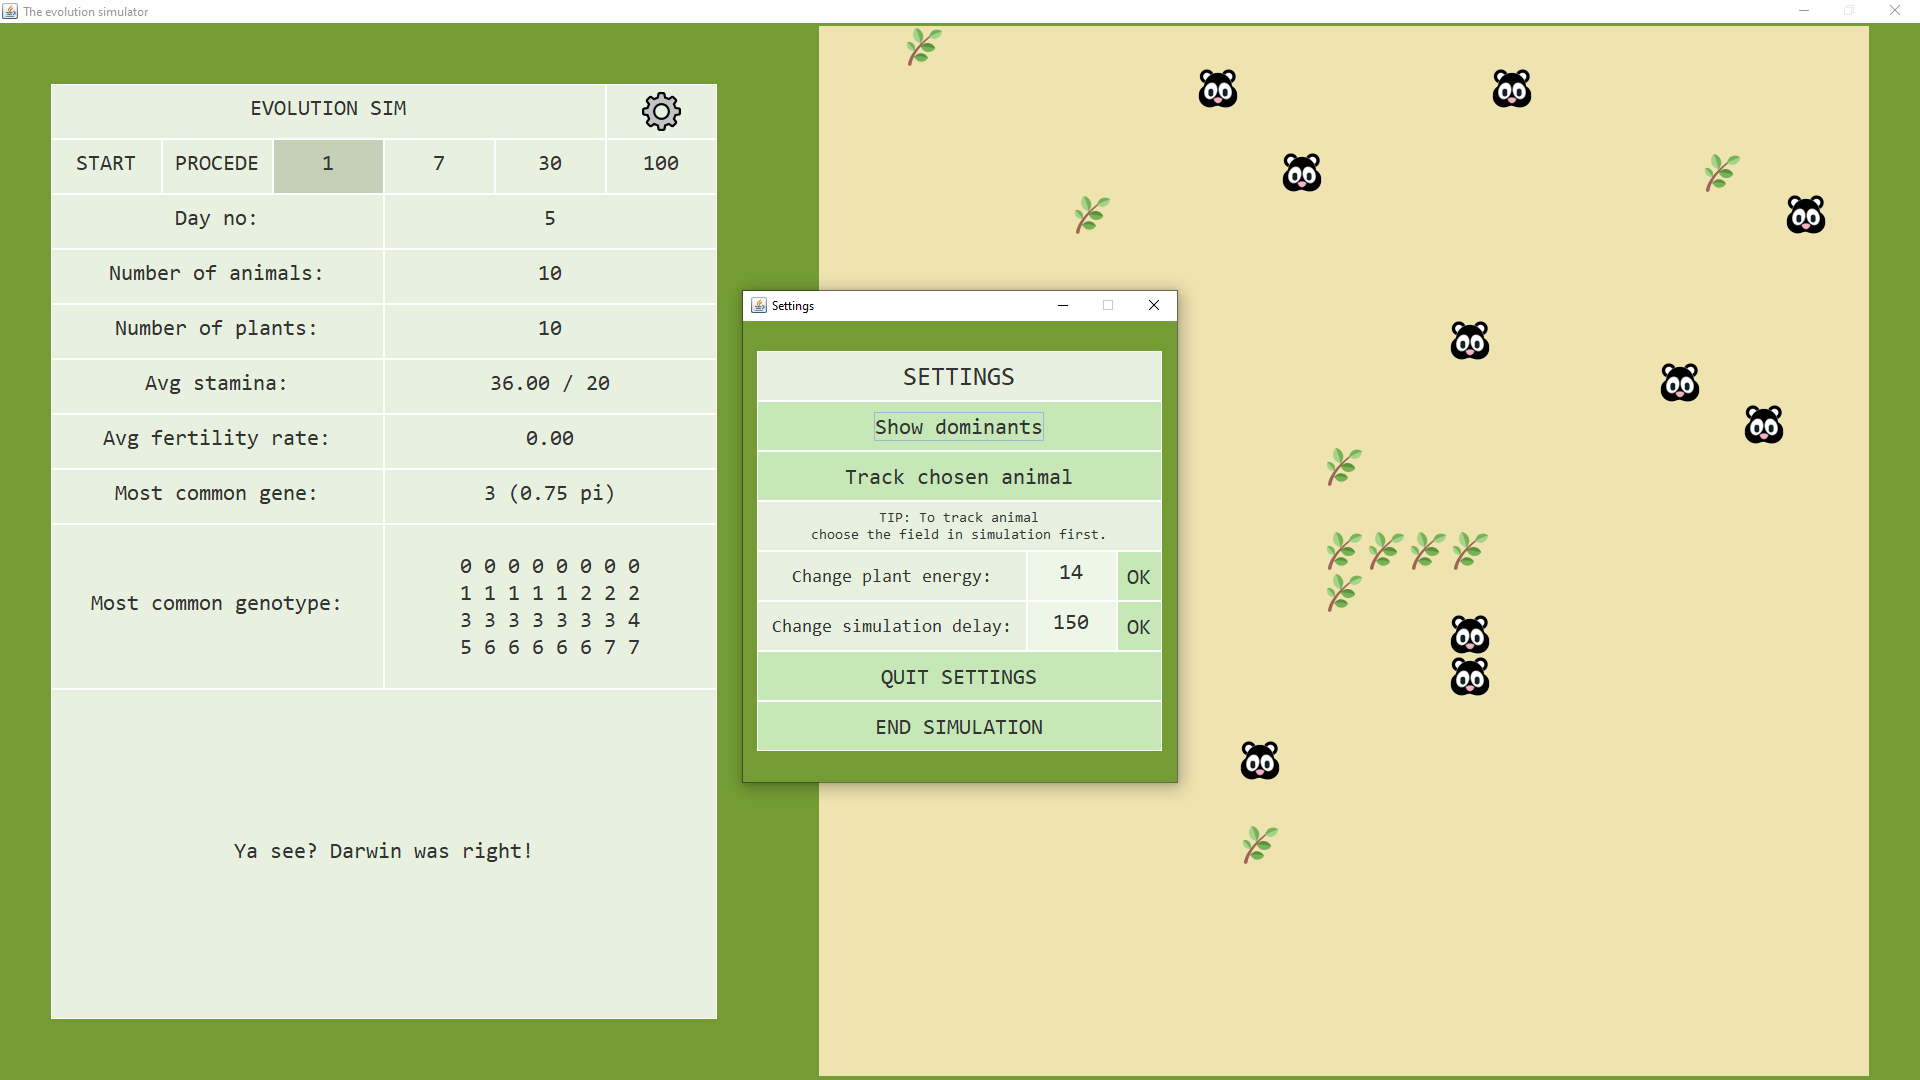 The evolution simulator
EVOLUTION SIM
START PROCEDE 1 7 30 100
Day no: 5
Number of animals: 10
Number of plants: 10
Avg stamina: 36.00 / 20
Avg fertility rate: 0.00
Most common gene: 3 (0.75 pi)
Most common genotype:
0 0 0 0 0 0 0 0
1 1 1 1 1 2 2 2
3 3 3 3 3 3 3 4
5 6 6 6 6 6 7 7
Ya see? Darwin was right!
Settings
SETTINGS
Show dominants
Track chosen animal
TIP: To track animal
choose the field in simulation first.
Change plant energy: 14 OK
Change simulation delay: 150 OK
QUIT SETTINGS
END SIMULATION